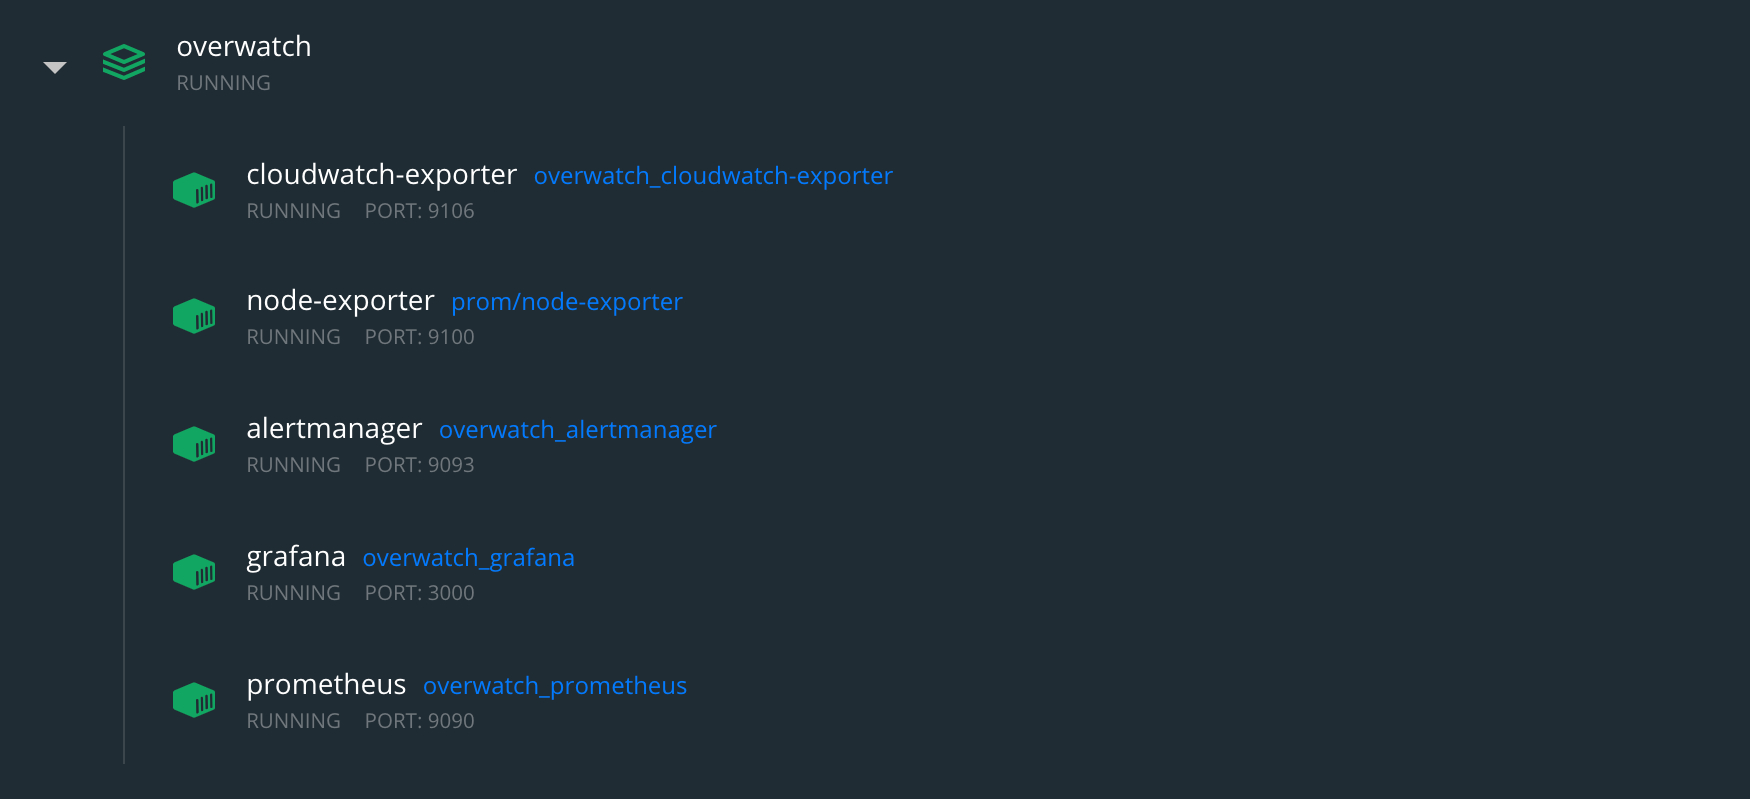 overwatch
RUNNING
cloudwatch-exporter overwatch_cloudwatch-exporter
RUNNING PORT: 9106
node-exporter prom/node-exporter
RUNNING PORT: 9100
alertmanager overwatch_alertmanager
RUNNING PORT: 9093
grafana overwatch_grafana
RUNNING PORT: 3000
prometheus overwatch_prometheus
RUNNING PORT: 9090